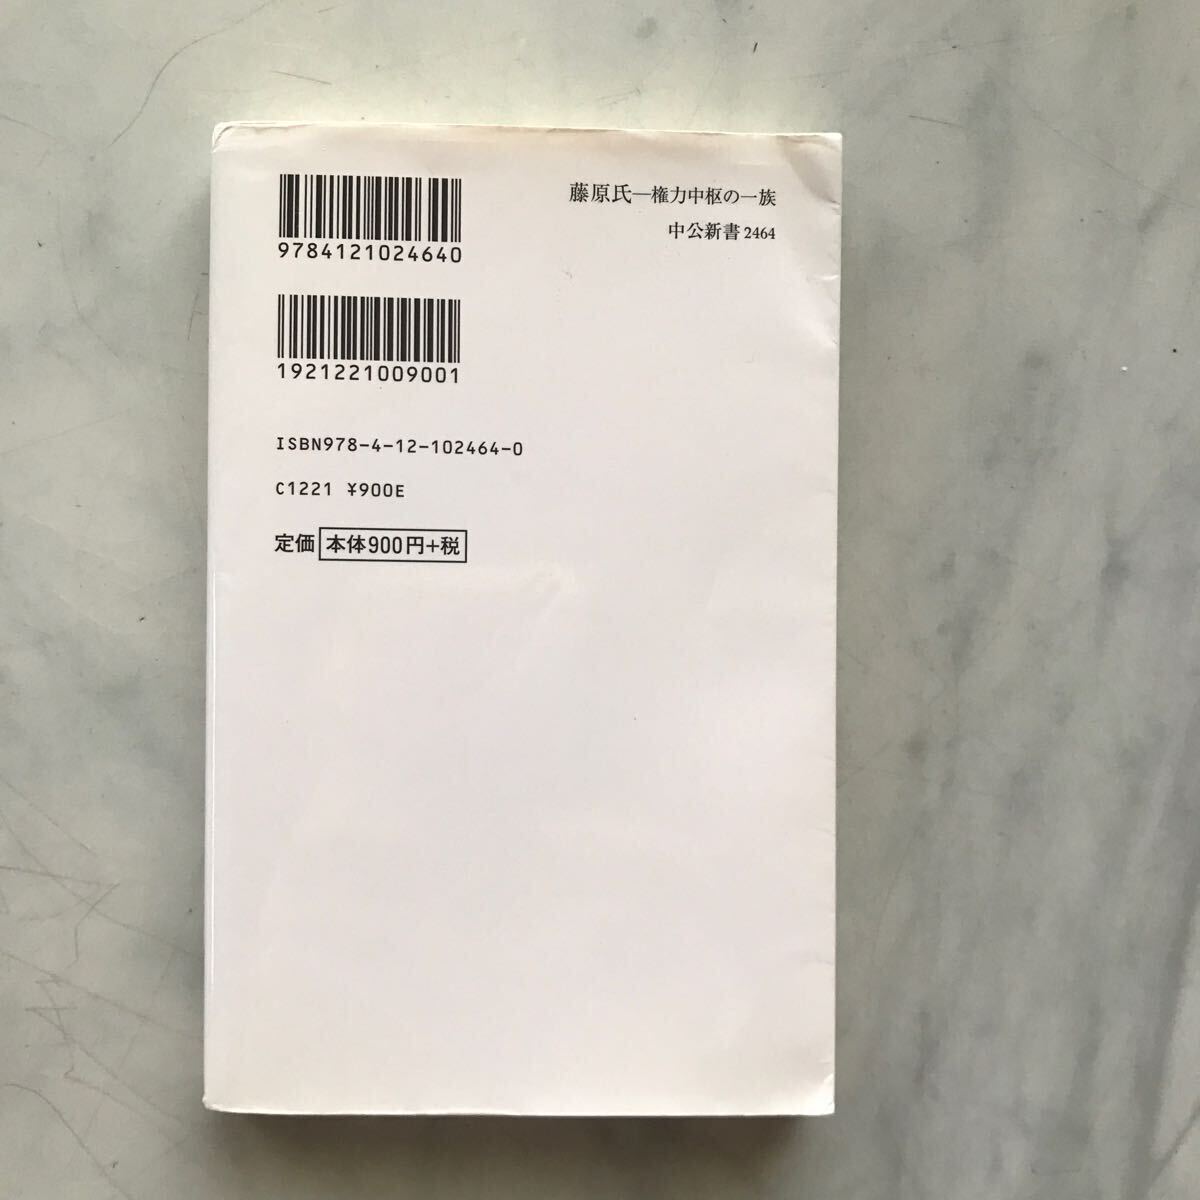 9784121024640
藤原氏―権力中枢の一族
中公新書 2464
1921221009001
ISBN978-4-12-102464-0
C1221 ¥900E
定価 本体900円+税